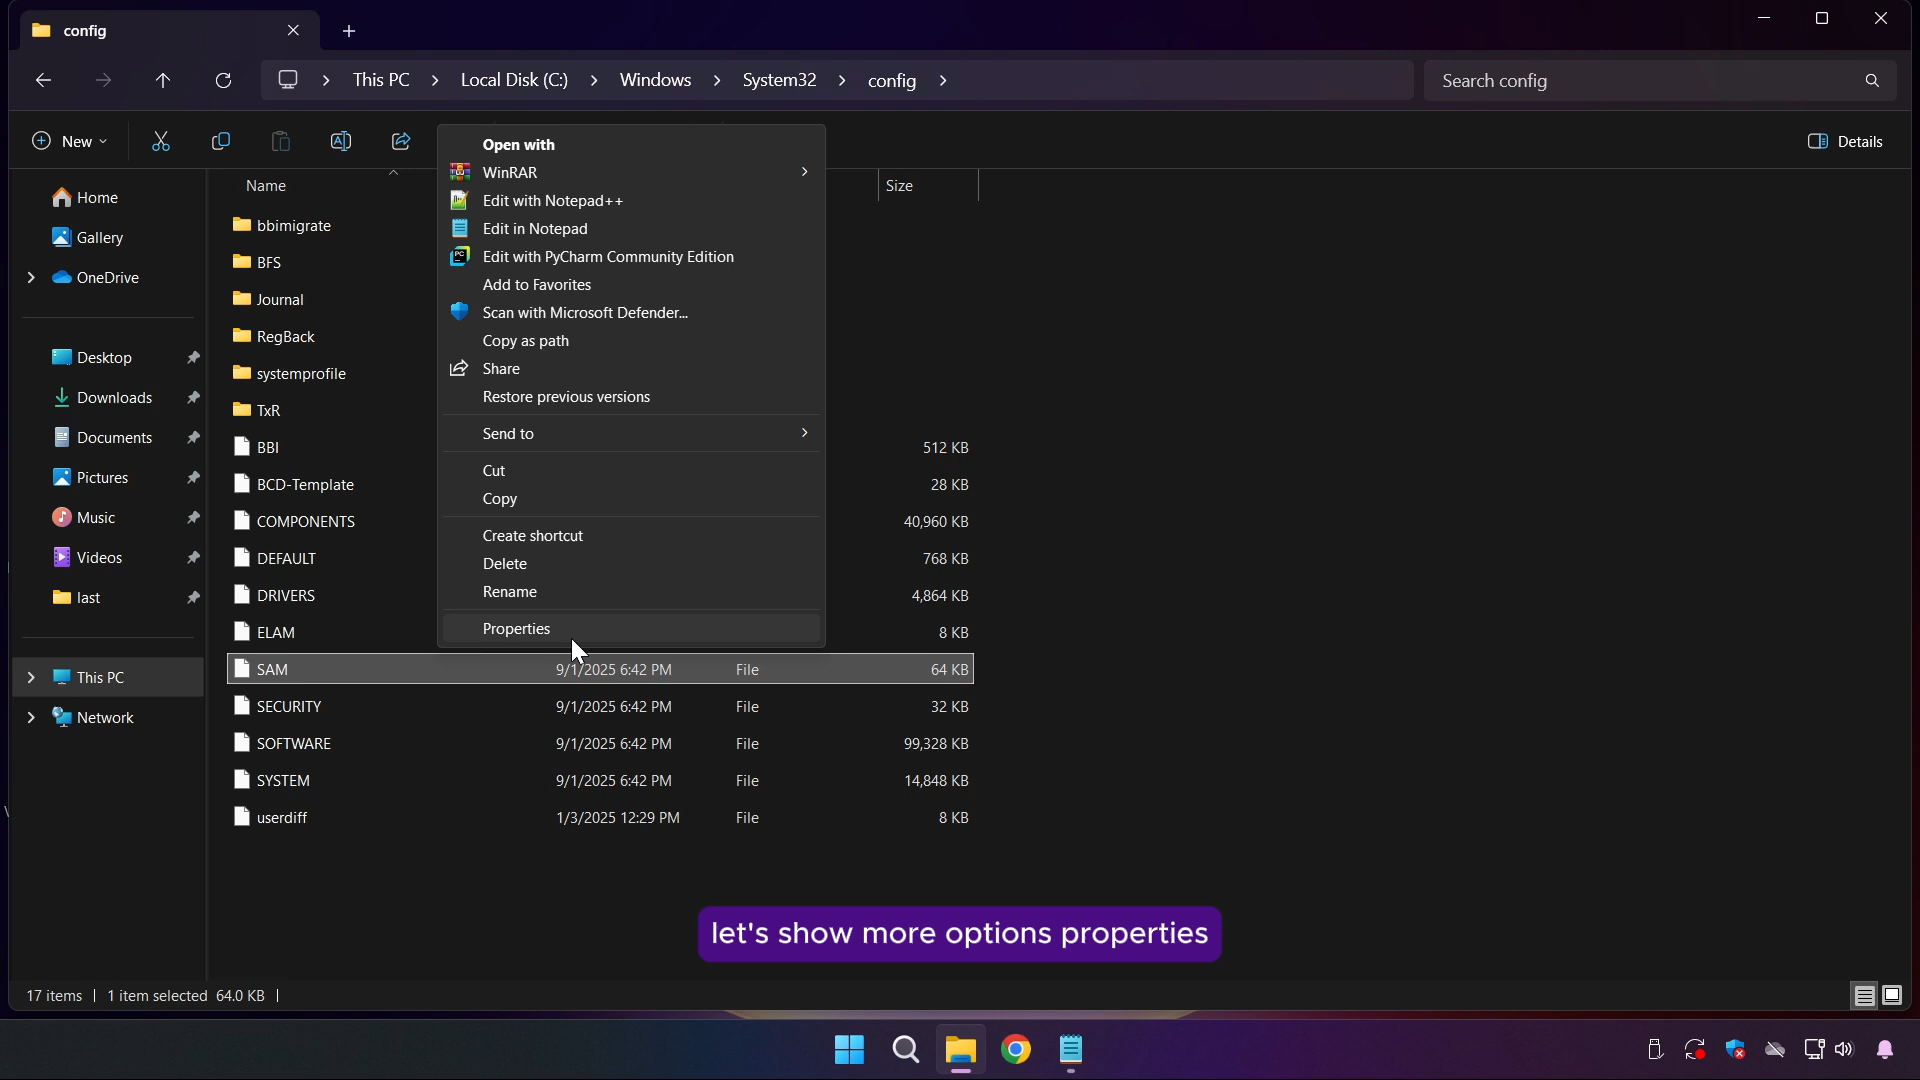 config
This PC
Local Disk (C:)
Windows
System32
config
Search config
New
Details
Name
Size
Home
Gallery
OneDrive
Desktop
Downloads
Documents
Pictures
Music
Videos
last
This PC
Network
bbimigrate
BFS
Journal
RegBack
systemprofile
TxR
BBI 512 KB
BCD-Template 28 KB
COMPONENTS 40,960 KB
DEFAULT 768 KB
DRIVERS 4,864 KB
ELAM 8 KB
SAM 9/1/2025 6:42 PM File 64 KB
SECURITY 9/1/2025 6:42 PM File 32 KB
SOFTWARE 9/1/2025 6:42 PM File 99,328 KB
SYSTEM 9/1/2025 6:42 PM File 14,848 KB
userdiff 1/3/2025 12:29 PM File 8 KB
Open with
WinRAR
Edit with Notepad++
Edit in Notepad
Edit with PyCharm Community Edition
Add to Favorites
Scan with Microsoft Defender...
Copy as path
Share
Restore previous versions
Send to
Cut
Copy
Create shortcut
Delete
Rename
Properties
let's show more options properties
17 items 1 item selected 64.0 KB